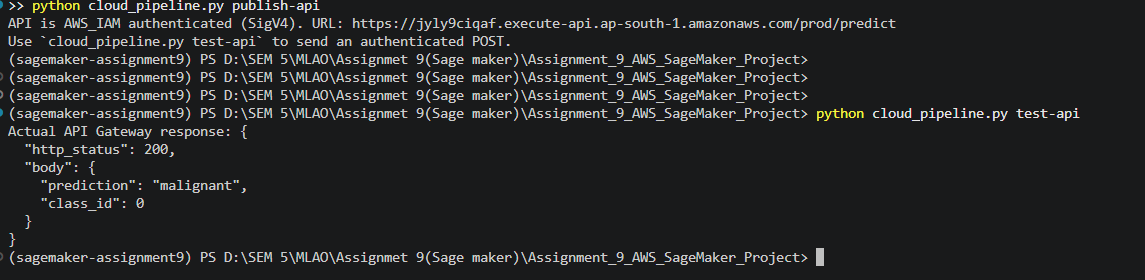 >> python cloud_pipeline.py publish-api
API is AWS_IAM authenticated (SigV4). URL: https://jyly9ciqaf.execute-api.ap-south-1.amazonaws.com/prod/predict
Use `cloud_pipeline.py test-api` to send an authenticated POST.
(sagemaker-assignment9) PS D:\SEM 5\MLAO\Assignmet 9(Sage maker)\Assignment_9_AWS_SageMaker_Project>
(sagemaker-assignment9) PS D:\SEM 5\MLAO\Assignmet 9(Sage maker)\Assignment_9_AWS_SageMaker_Project>
(sagemaker-assignment9) PS D:\SEM 5\MLAO\Assignmet 9(Sage maker)\Assignment_9_AWS_SageMaker_Project>
(sagemaker-assignment9) PS D:\SEM 5\MLAO\Assignmet 9(Sage maker)\Assignment_9_AWS_SageMaker_Project> python cloud_pipeline.py test-api
Actual API Gateway response: {
  "http_status": 200,
  "body": {
    "prediction": "malignant",
    "class_id": 0
  }
}
(sagemaker-assignment9) PS D:\SEM 5\MLAO\Assignmet 9(Sage maker)\Assignment_9_AWS_SageMaker_Project>